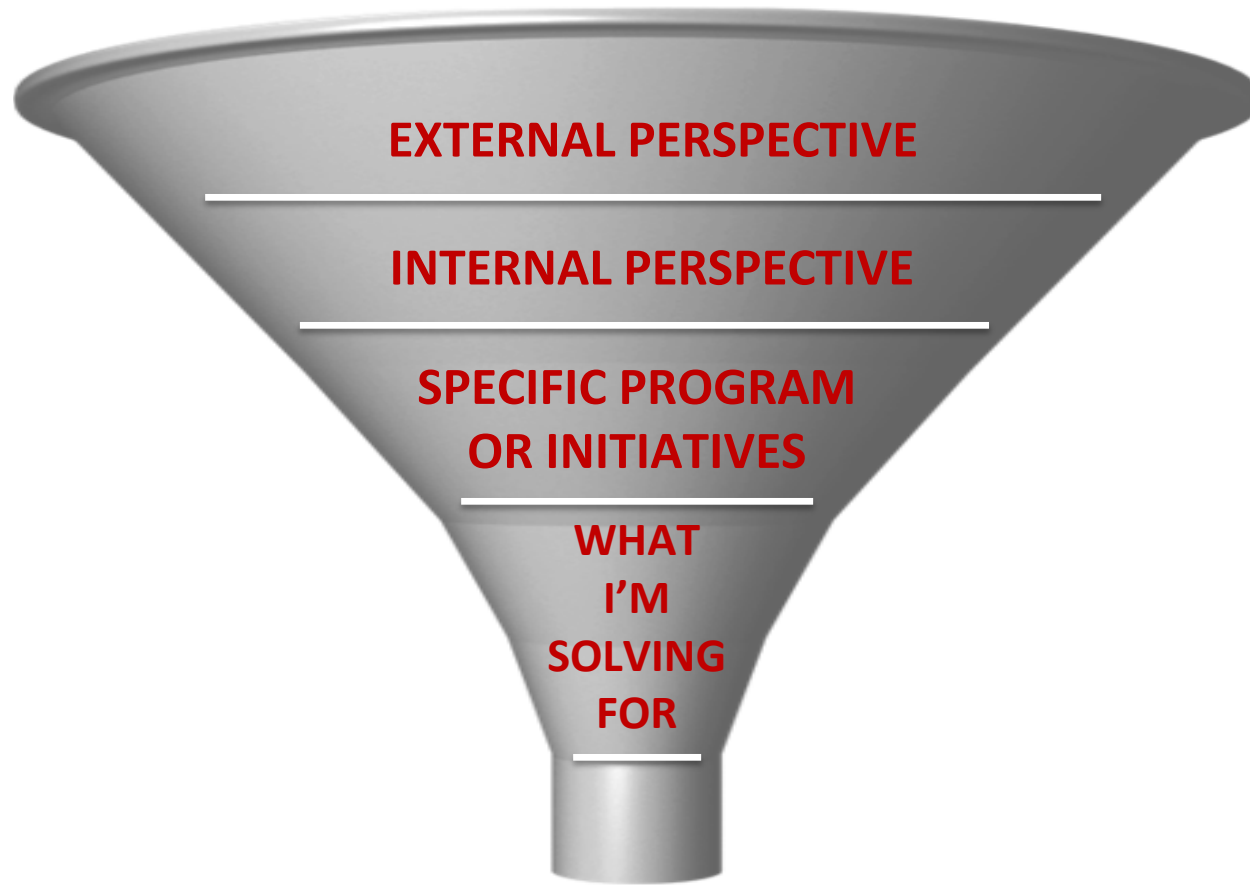 EXTERNAL PERSPECTIVE
INTERNAL PERSPECTIVE
SPECIFIC PROGRAM
OR INITIATIVES
WHAT
I’M
SOLVING
FOR